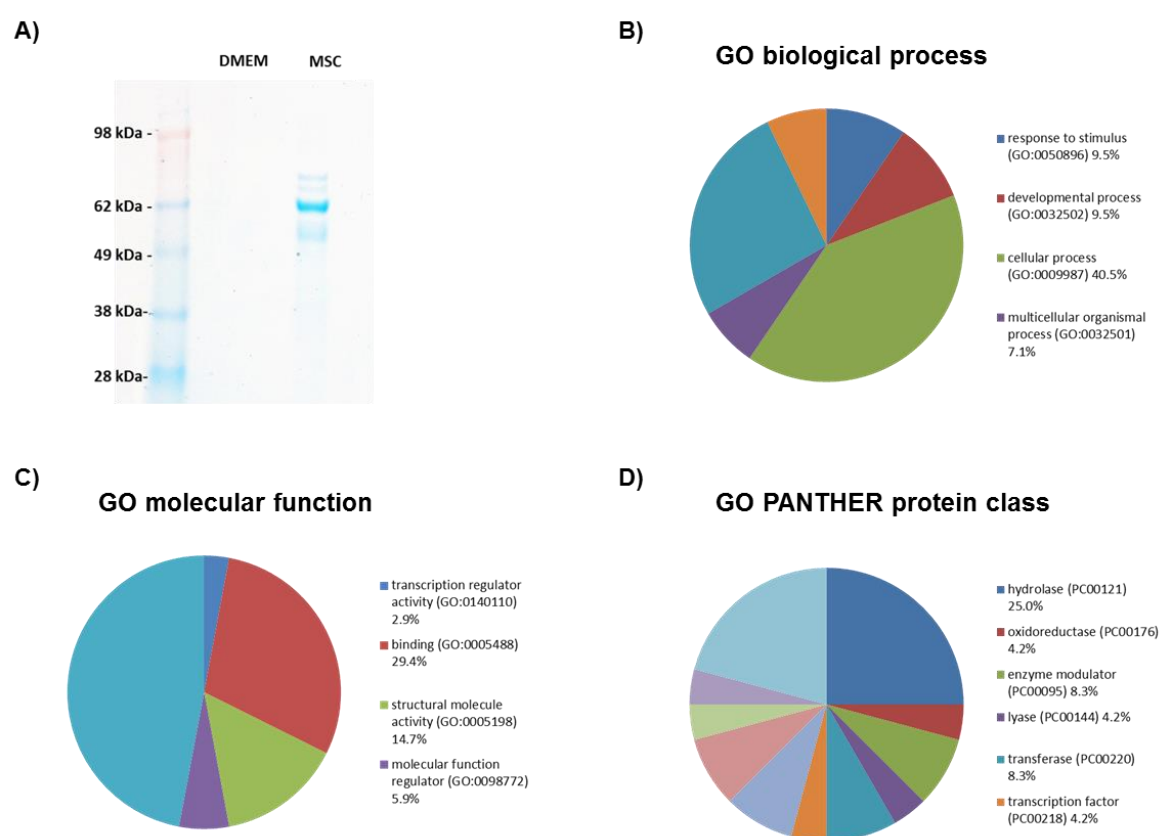 A)
DMEM MSC
98 kDa -
62 kDa -
49 kDa -
38 kDa -
28 kDa-
B)
GO biological process
response to stimulus
(GO:0050896) 9.5%
developmental process
(GO:0032502) 9.5%
cellular process
(GO:0009987) 40.5%
multicellular organismal
process (GO:0032501)
7.1%
C)
GO molecular function
transcription regulator
activity (GO:0140110)
2.9%
binding (GO:0005488)
29.4%
structural molecule
activity (GO:0005198)
14.7%
molecular function
regulator (GO:0098772)
5.9%
D)
GO PANTHER protein class
hydrolase (PC00121)
25.0%
oxidoreductase (PC00176)
4.2%
enzyme modulator
(PC00095) 8.3%
lyase (PC00144) 4.2%
transferase (PC00220)
8.3%
transcription factor
(PC00218) 4.2%